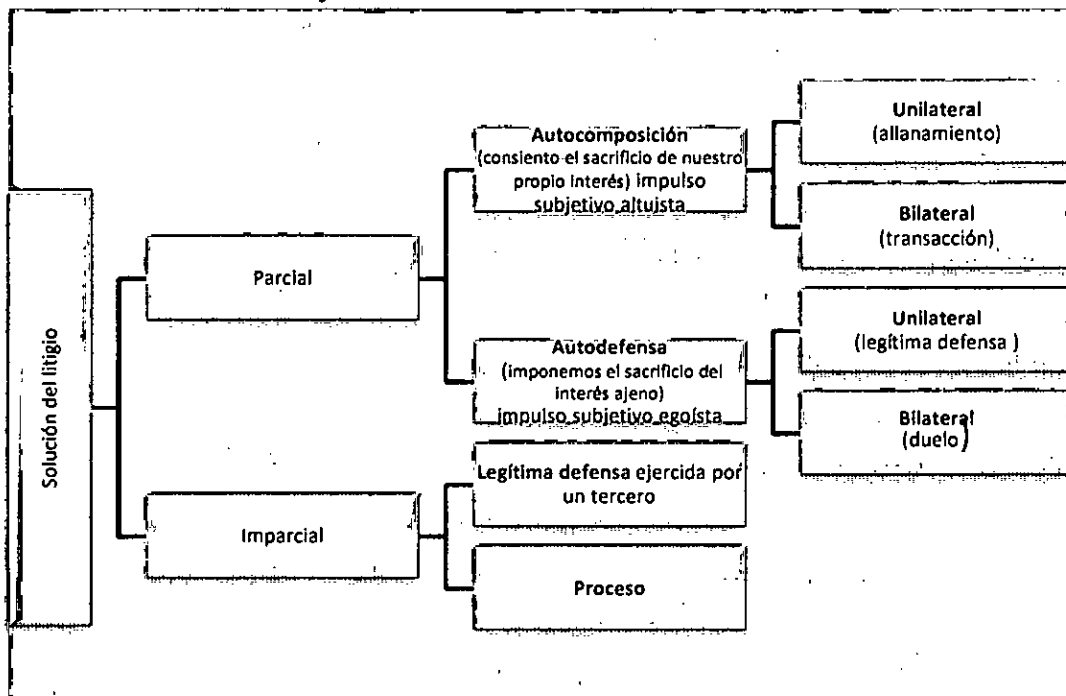 Solución del litigio
Parcial
Autocomposición
(consiento el sacrificio de nuestro
propio interés) impulso
subjetivo altuista
Unilateral
(allanamiento)
Bilateral
(transacción)
Autodefensa
(imponemos el sacrificio del
interés ajeno)
impulso subjetivo egoísta
Unilateral
(legítima defensa )
Bilateral
(duelo)
Imparcial
Legítima defensa ejercida por
un tercero
Proceso